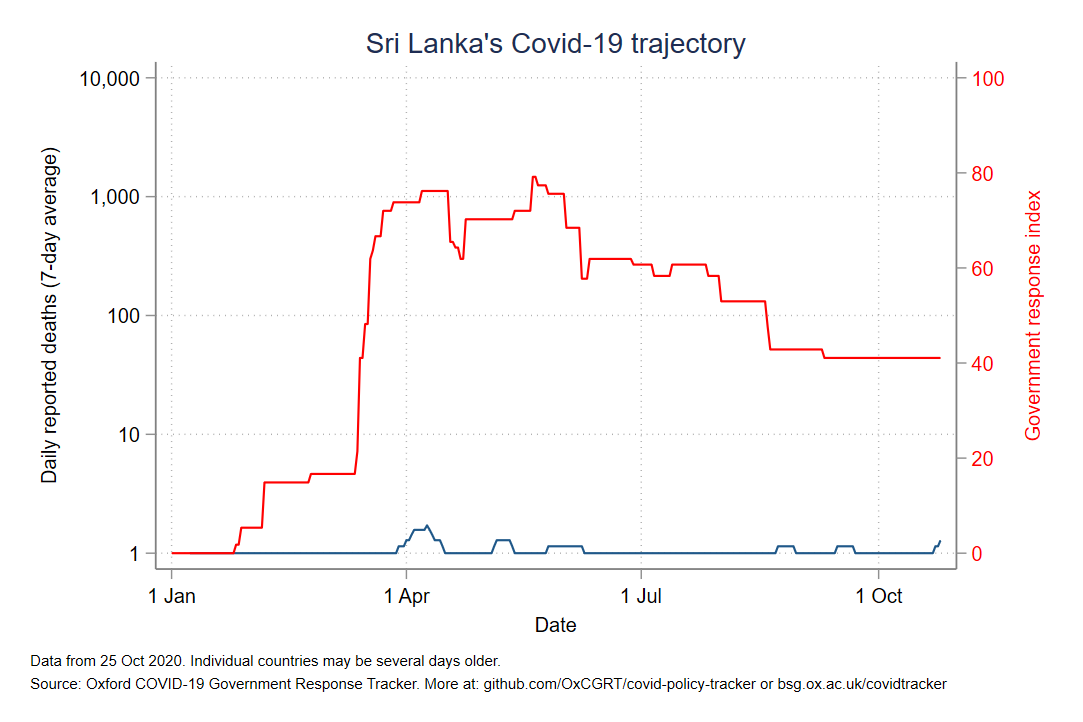 Sri Lanka's Covid-19 trajectory
10,000
1,000
100
10
1
Daily reported deaths (7-day average)
100
80
60
40
20
0
Government response index
1 Jan
1 Apr
1 Jul
1 Oct
Date
Data from 25 Oct 2020. Individual countries may be several days older.
Source: Oxford COVID-19 Government Response Tracker. More at: github.com/OxCGRT/covid-policy-tracker or bsg.ox.ac.uk/covidtracker